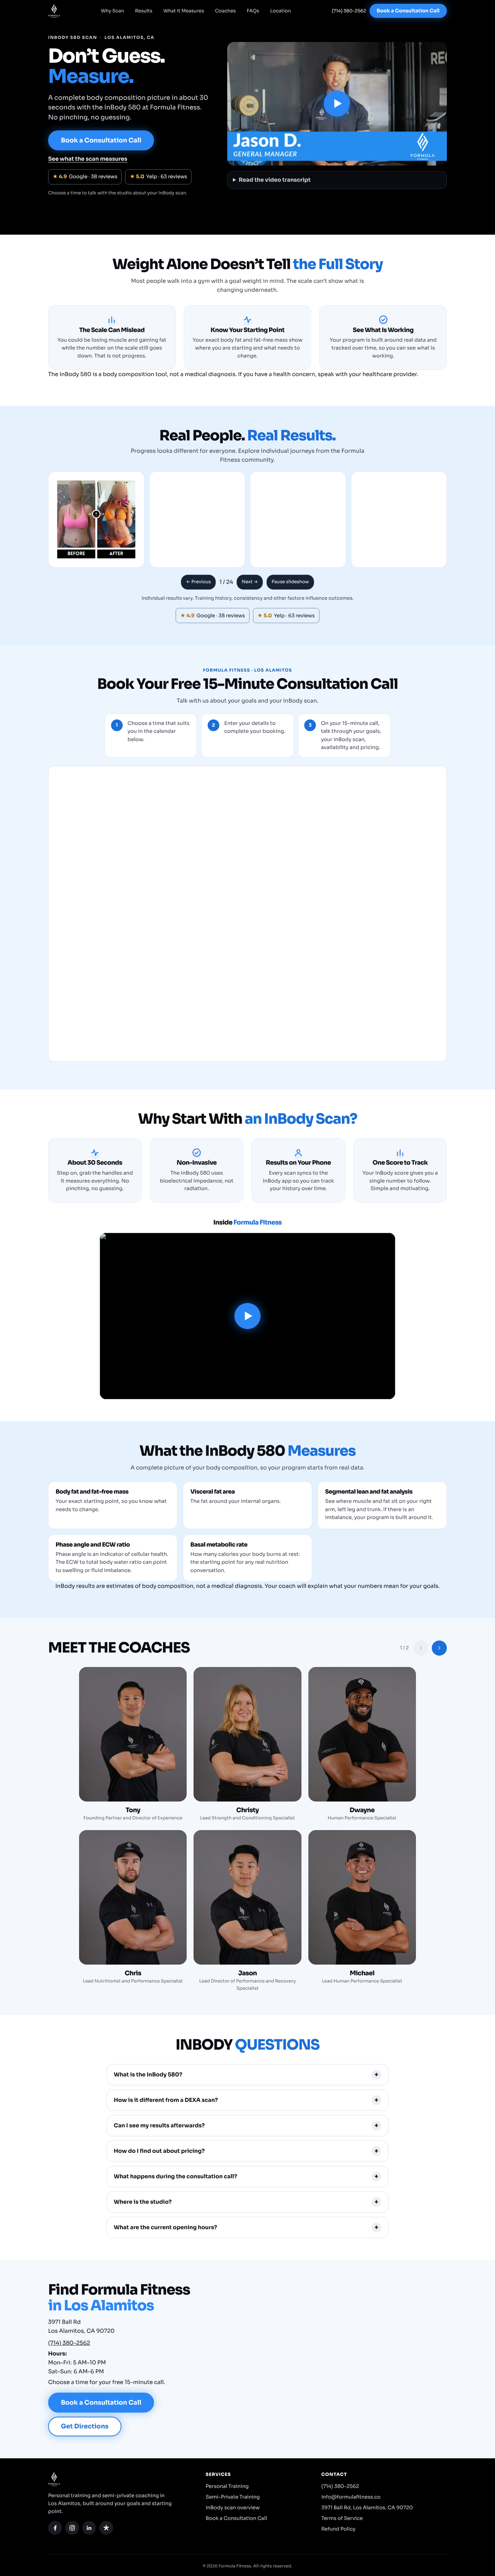 Why Scan
Results
What It Measures
Coaches
FAQs
Location
(714) 380-2562
Book a Consultation Call
INBODY 580 SCAN · LOS ALAMITOS, CA
Don't Guess.
Measure.
A complete body composition picture in about 30
seconds with the InBody 580 at Formula Fitness.
No pinching, no guessing.
Book a Consultation Call
See what the scan measures
★ 4.9 Google · 38 reviews
★ 5.0 Yelp · 63 reviews
Choose a time to talk with the studio about your InBody scan.
Jason D.
GENERAL MANAGER
FORMULA
Read the video transcript
Weight Alone Doesn't Tell the Full Story
Most people walk into a gym with a goal weight in mind. The scale can't show what is
changing underneath.
The Scale Can Mislead
You could be losing muscle and gaining fat
while the number on the scale still goes
down. That is not progress.
Know Your Starting Point
Your exact body fat and fat-free mass show
where you are starting and what needs to
change.
See What Is Working
Your program is built around real data and
tracked over time, so you can see what is
working.
The InBody 580 is a body composition tool, not a medical diagnosis. If you have a health concern, speak with your healthcare provider.
Real People. Real Results.
Progress looks different for everyone. Explore individual journeys from the Formula
Fitness community.
BEFORE
AFTER
← Previous
1 / 24
Next →
Pause slideshow
Individual results vary. Training history, consistency and other factors influence outcomes.
★ 4.9 Google · 38 reviews
★ 5.0 Yelp · 63 reviews
FORMULA FITNESS · LOS ALAMITOS
Book Your Free 15-Minute Consultation Call
Talk with us about your goals and your InBody scan.
1
Choose a time that suits
you in the calendar
below.
2
Enter your details to
complete your booking.
3
On your 15-minute call,
talk through your goals,
your InBody scan,
availability and pricing.
Why Start With an InBody Scan?
About 30 Seconds
Step on, grab the handles and
it measures everything. No
pinching, no guessing.
Non-Invasive
The InBody 580 uses
bioelectrical impedance, not
radiation.
Results on Your Phone
Every scan syncs to the
InBody app so you can track
your history over time.
One Score to Track
Your InBody score gives you a
single number to follow.
Simple and motivating.
Inside Formula Fitness
What the InBody 580 Measures
A complete picture of your body composition, so your program starts from real data.
Body fat and fat-free mass
Your exact starting point, so you know what
needs to change.
Visceral fat area
The fat around your internal organs.
Segmental lean and fat analysis
See where muscle and fat sit on your right
arm, left leg and trunk. If there is an
imbalance, your program is built around it.
Phase angle and ECW ratio
Phase angle is an indicator of cellular health.
The ECW to total body water ratio can point
to swelling or fluid imbalance.
Basal metabolic rate
How many calories your body burns at rest:
the starting point for any real nutrition
conversation.
InBody results are estimates of body composition, not a medical diagnosis. Your coach will explain what your numbers mean for your goals.
MEET THE COACHES
1 / 2
Tony
Founding Partner and Director of Experience
Christy
Lead Strength and Conditioning Specialist
Dwayne
Human Performance Specialist
Chris
Lead Nutritionist and Performance Specialist
Jason
Lead Director of Performance and Recovery
Specialist
Michael
Lead Human Performance Specialist
INBODY QUESTIONS
What is the InBody 580?
How is it different from a DEXA scan?
Can I see my results afterwards?
How do I find out about pricing?
What happens during the consultation call?
Where is the studio?
What are the current opening hours?
Find Formula Fitness
in Los Alamitos
3971 Ball Rd
Los Alamitos, CA 90720
(714) 380-2562
Hours:
Mon-Fri: 5 AM-10 PM
Sat-Sun: 6 AM-6 PM
Choose a time for your free 15-minute call.
Book a Consultation Call
Get Directions
Personal training and semi-private coaching in
Los Alamitos, built around your goals and starting
point.
SERVICES
Personal Training
Semi-Private Training
InBody scan overview
Book a Consultation Call
CONTACT
(714) 380-2562
info@formulafitness.co
3971 Ball Rd, Los Alamitos, CO 90720
Terms of Service
Refund Policy
© 2026 Formula Fitness. All rights reserved.